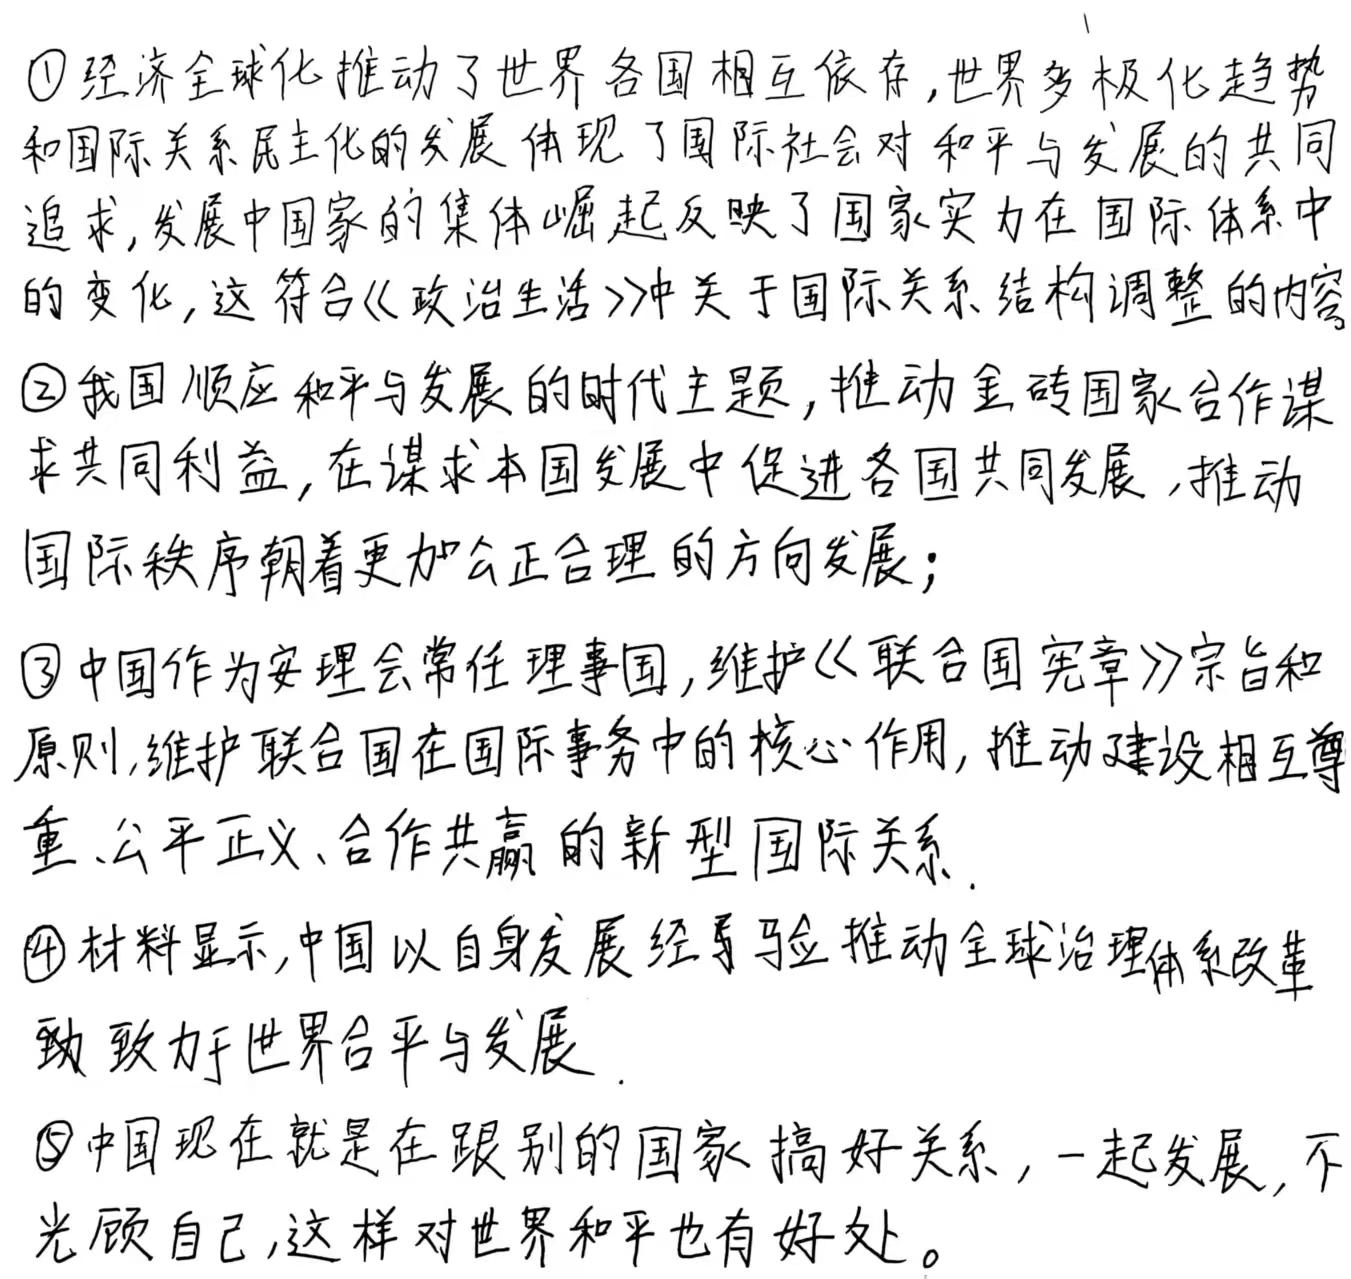 ①经济全球化推动了世界各国相互依存,世界多极化趋势
和国际关系民主化的发展体现了国际社会对和平与发展的共同
追求,发展中国家的集体崛起反映了国家实力在国际体系中
的变化,这符合《政治生活》中关于国际关系结构调整的内容
②我国顺应和平与发展的时代主题,推动金砖国家合作谋
求共同利益,在谋求本国发展中促进各国共同发展,推动
国际秩序朝着更加公正合理的方向发展;
③中国作为安理会常任理事国,维护《联合国宪章》宗旨和
原则,维护联合国在国际事务中的核心作用,推动建设相互尊
重、公平正义、合作共赢的新型国际关系.
④材料显示,中国以自身发展经验推动全球治理体系改革
致力于世界合平与发展.
⑤中国现在就是在跟别的国家搞好关系,一起发展,不
光顾自己,这样对世界和平也有好处。